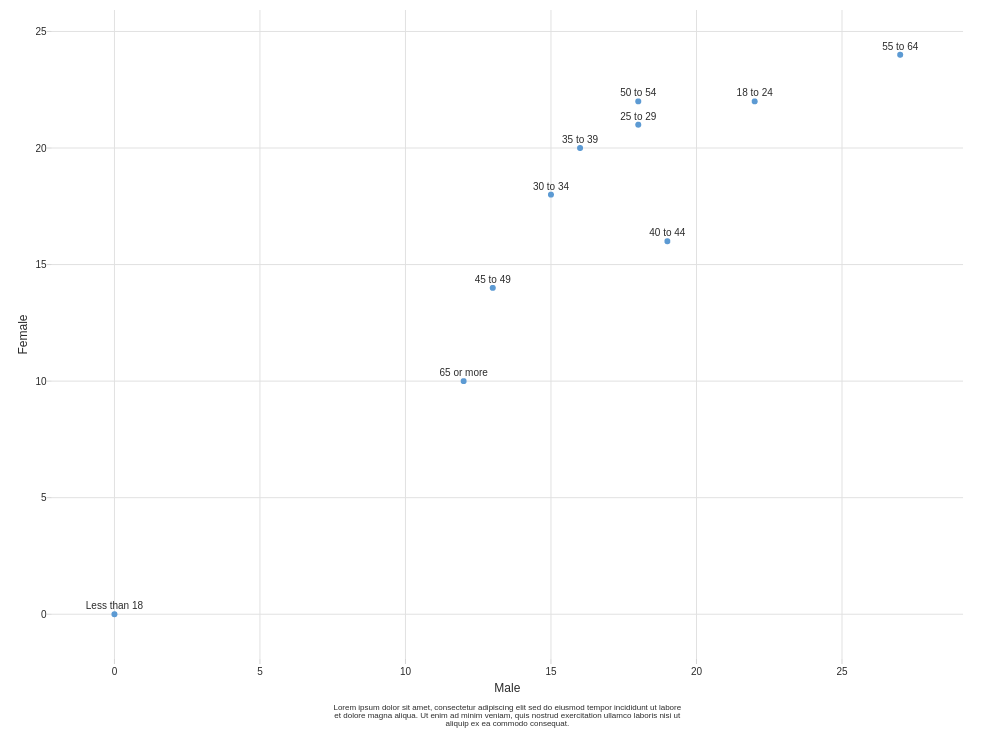 25
55 to 64
50 to 54
18 to 24
25 to 29
35 to 39
20
30 to 34
40 to 44
15
45 to 49
Female
65 or more
10
5
Less than 18
0
0 5 10 15 20 25
Male
Lorem ipsum dolor sit amet, consectetur adipiscing elit sed do eiusmod tempor incididunt ut labore
et dolore magna aliqua. Ut enim ad minim veniam, quis nostrud exercitation ullamco laboris nisi ut
aliquip ex ea commodo consequat.